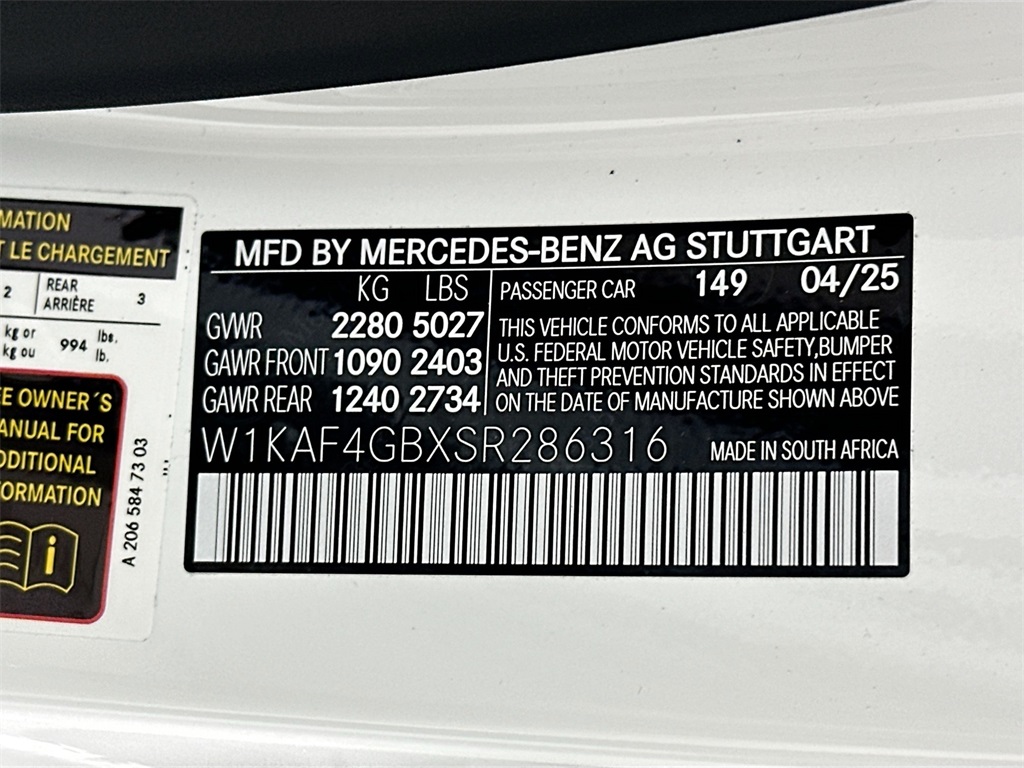 MATION
T LE CHARGEMENT
2 REAR ARRIÈRE 3
kg or kg ou 994 lbs. lb.
EE OWNER´S
ANUAL FOR
DDITIONAL
FORMATION
i
A 206 584 73 03
MFD BY MERCEDES-BENZ AG STUTTGART
KG LBS
GVWR 2280 5027
GAWR FRONT 1090 2403
GAWR REAR 1240 2734
PASSENGER CAR 149 04/25
THIS VEHICLE CONFORMS TO ALL APPLICABLE
U.S. FEDERAL MOTOR VEHICLE SAFETY,BUMPER
AND THEFT PREVENTION STANDARDS IN EFFECT
ON THE DATE OF MANUFACTURE SHOWN ABOVE
W1KAF4GBXSR286316
MADE IN SOUTH AFRICA